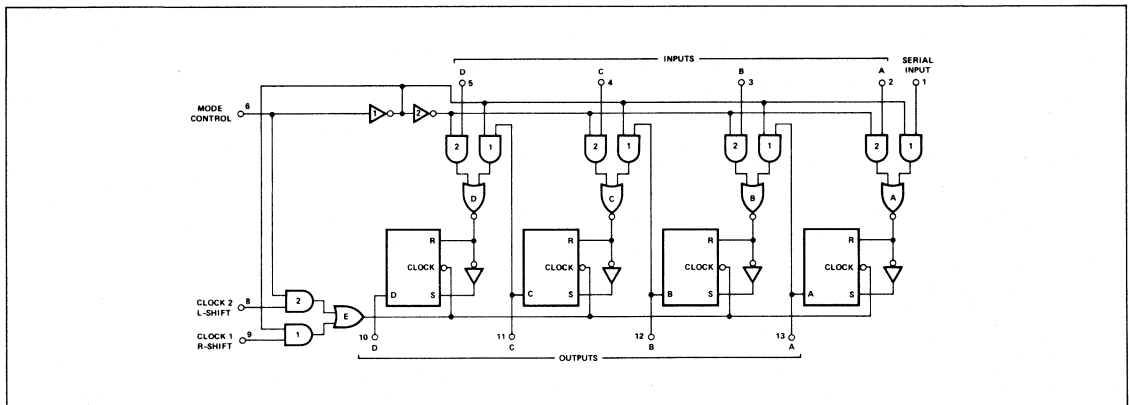 INPUTS
SERIAL
INPUT
D
C
B
A
5
4
3
2
1
MODE
CONTROL
6
1
2
2
1
2
1
2
1
2
1
D
C
B
A
R
R
R
R
CLOCK
CLOCK
CLOCK
CLOCK
D
S
C
S
B
S
A
S
CLOCK 2
L-SHIFT
8
2
E
CLOCK 1
R-SHIFT
9
1
10
11
12
13
D
C
B
A
OUTPUTS